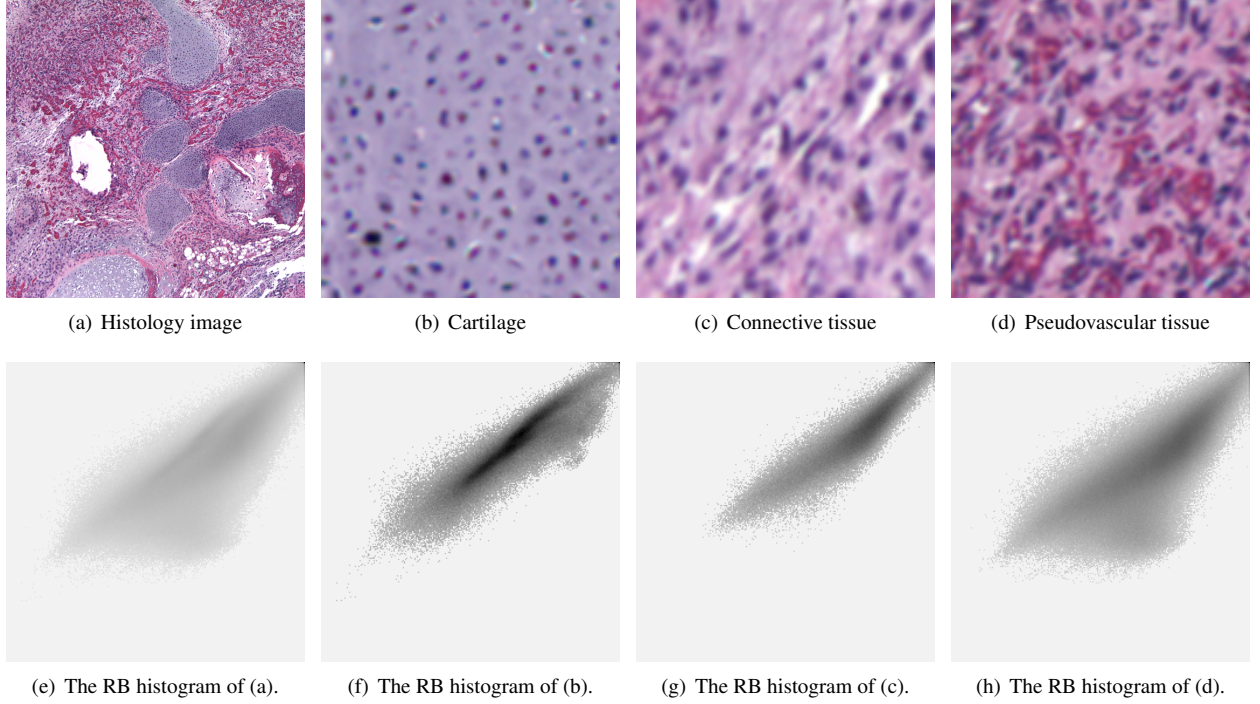 (a) Histology image
(b) Cartilage
(c) Connective tissue
(d) Pseudovascular tissue
(e) The RB histogram of (a).
(f) The RB histogram of (b).
(g) The RB histogram of (c).
(h) The RB histogram of (d).